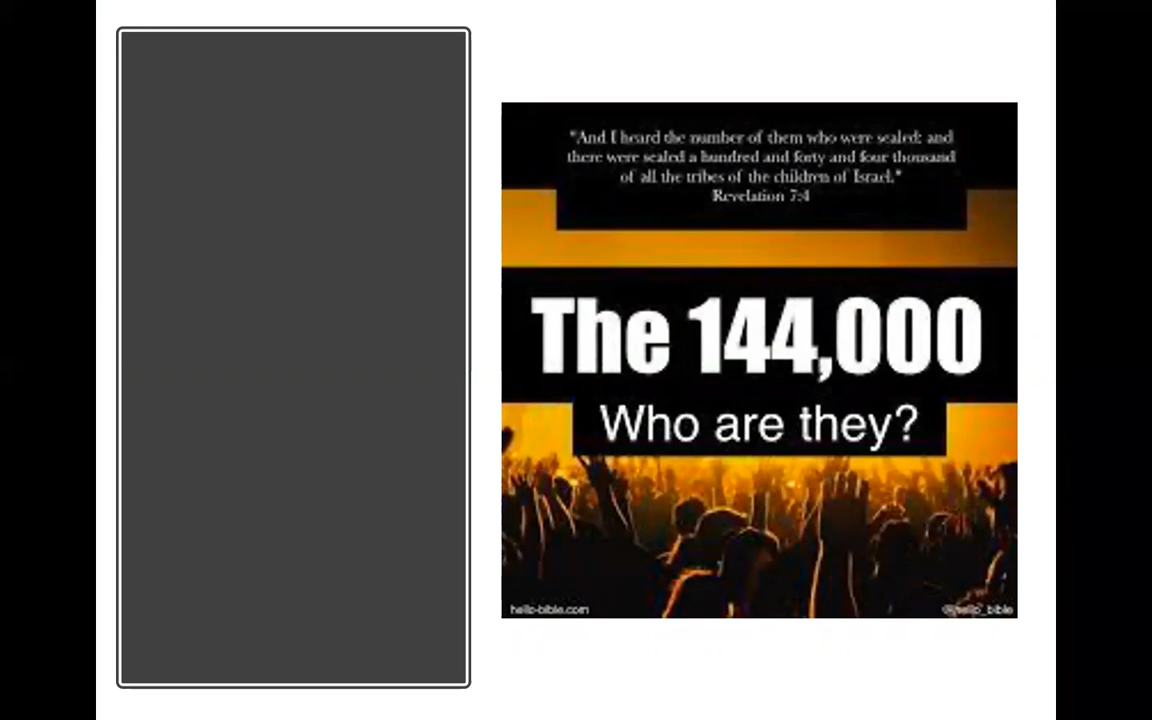 "And I heard the number of them who were sealed: and
there were sealed a hundred and forty and four thousand
of all the tribes of the children of Israel."
Revelation 7:4
The 144,000
Who are they?
hello-bible.com
@hello_bible